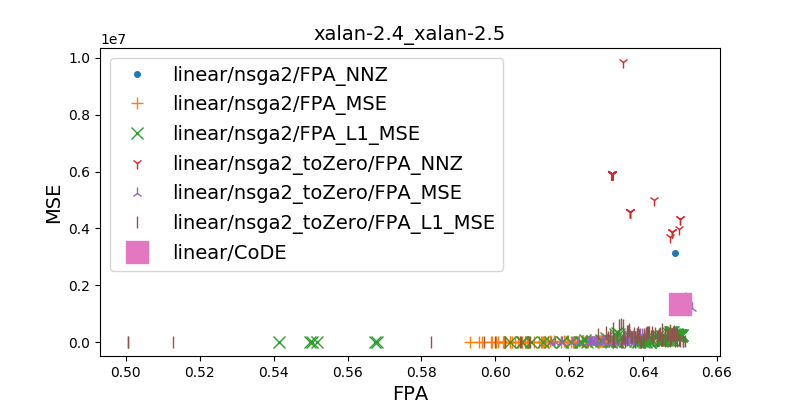 xalan-2.4_xalan-2.5
1e7
1.0
0.8
0.6
0.4
0.2
0.0
MSE
linear/nsga2/FPA_NNZ
linear/nsga2/FPA_MSE
linear/nsga2/FPA_L1_MSE
linear/nsga2_toZero/FPA_NNZ
linear/nsga2_toZero/FPA_MSE
linear/nsga2_toZero/FPA_L1_MSE
linear/CoDE
0.50 0.52 0.54 0.56 0.58 0.60 0.62 0.64 0.66
FPA